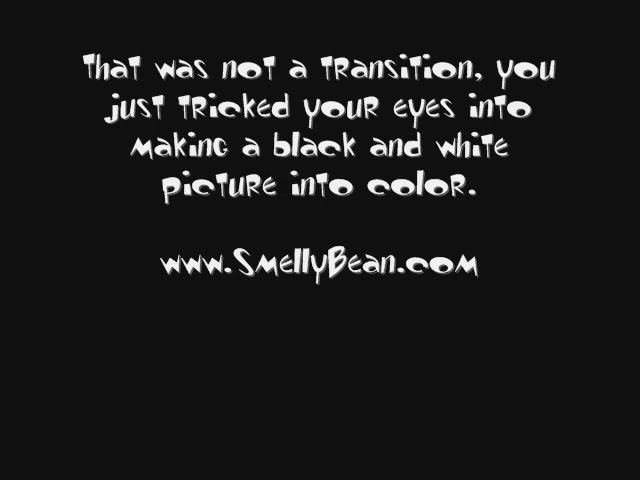 That was not a transition, you
just tricked your eyes into
making a black and white
picture into color.
www.SmellyBean.com